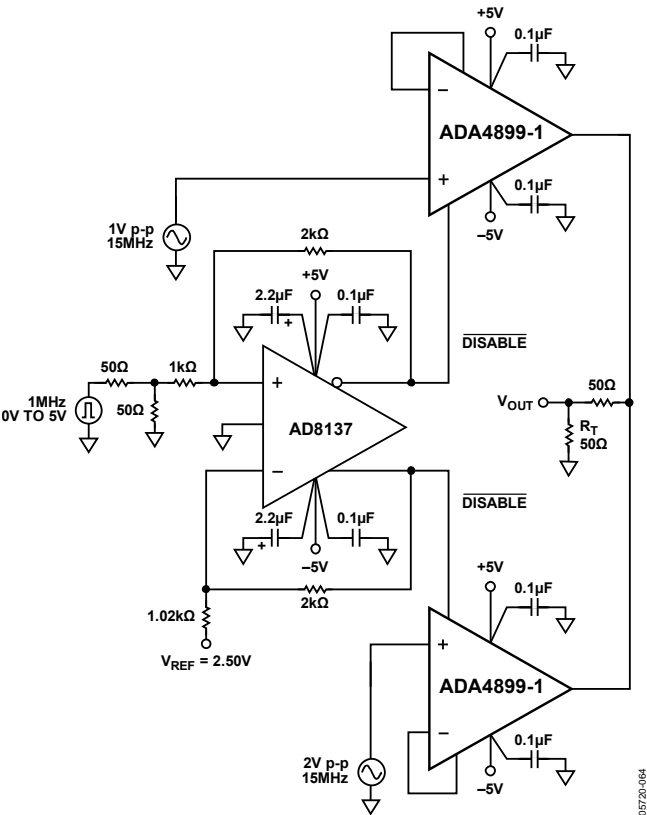 +5V
0.1µF
−
ADA4899-1
+
0.1µF
–5V
1V p-p
15MHz
2kΩ
+5V
2.2µF
0.1µF
+
DISABLE
50Ω
1kΩ
1MHz
0V TO 5V
50Ω
+
AD8137
−
50Ω
VOUT
RT
50Ω
DISABLE
2.2µF
0.1µF
+
–5V
2kΩ
1.02kΩ
VREF = 2.50V
+5V
0.1µF
+
ADA4899-1
−
0.1µF
–5V
2V p-p
15MHz
05720-064